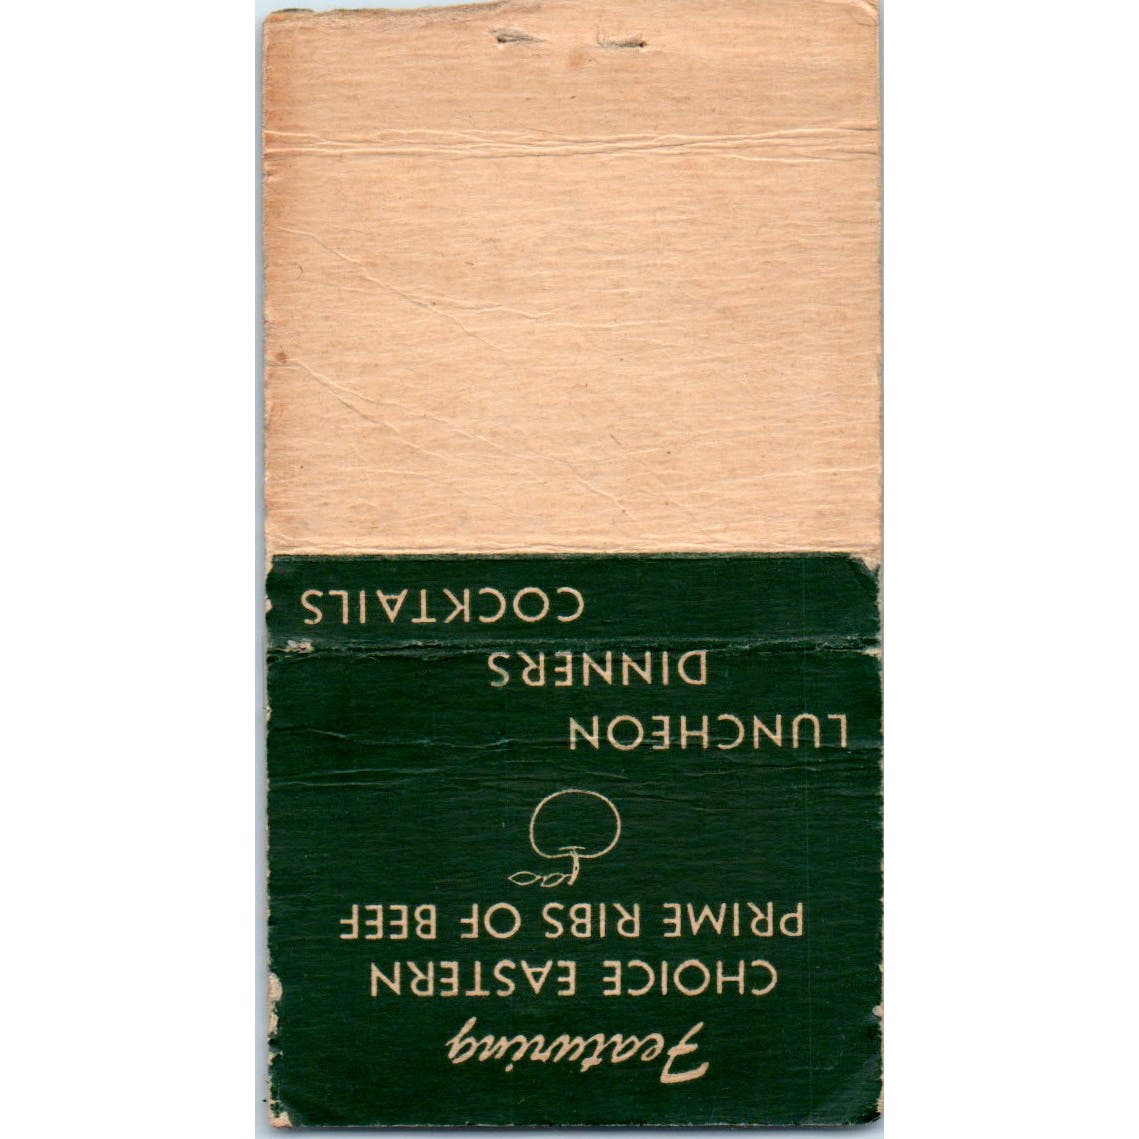 Featuring
CHOICE EASTERN
PRIME RIBS OF BEEF
LUNCHEON
DINNERS
COCKTAILS